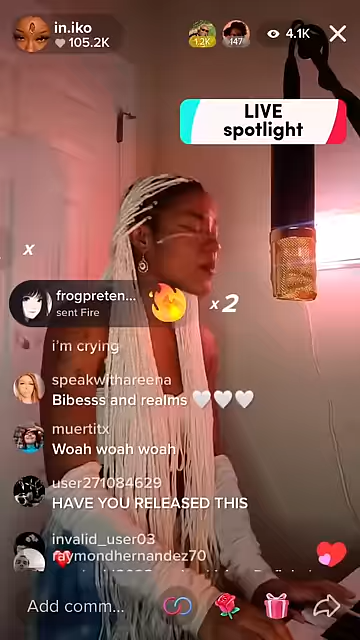 in.iko
105.2K
1.2K
147
4.1K
LIVE
spotlight
x
frogpreten...
sent Fire
x2
i'm crying
speakwithareena
Bibesss and realms 🤍🤍🤍
muertitx
Woah woah woah
user271084629
HAVE YOU RELEASED THIS
invalid_user03
raymondhernandez70
Add comm...